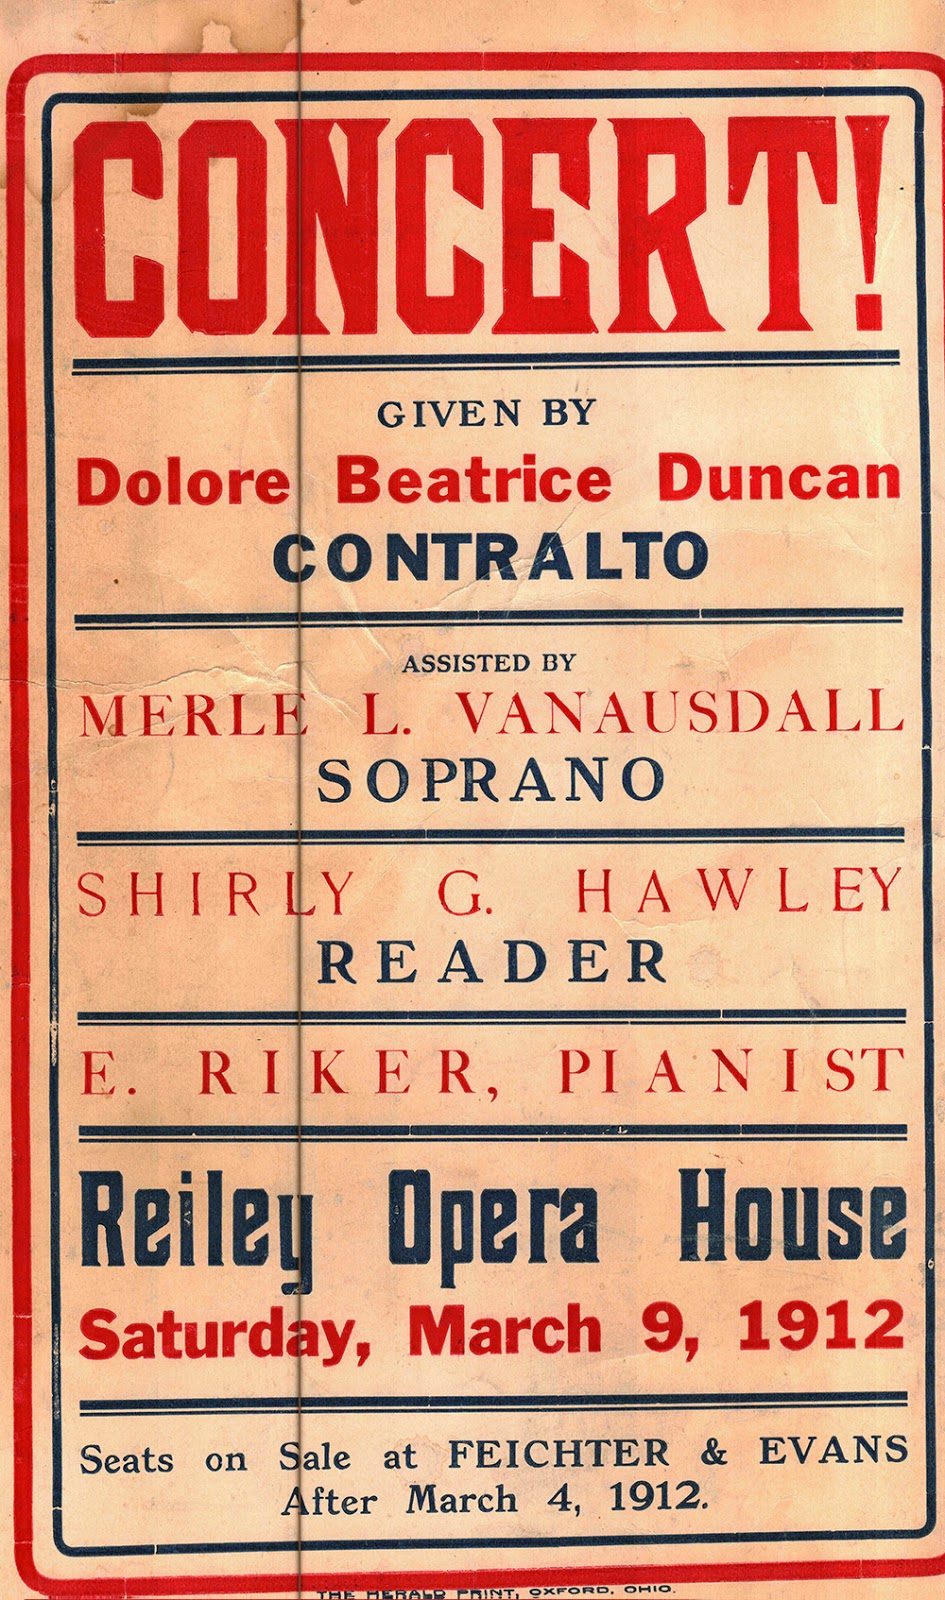 CONCERT!
GIVEN BY
Dolore Beatrice Duncan
CONTRALTO
ASSISTED BY
MERLE L. VANAUSDALL
SOPRANO
SHIRLY G. HAWLEY
READER
E. RIKER, PIANIST
Reiley Opera House
Saturday, March 9, 1912
Seats on Sale at FEICHTER & EVANS
After March 4, 1912.
THE HERALD PRINT, OXFORD, OHIO.